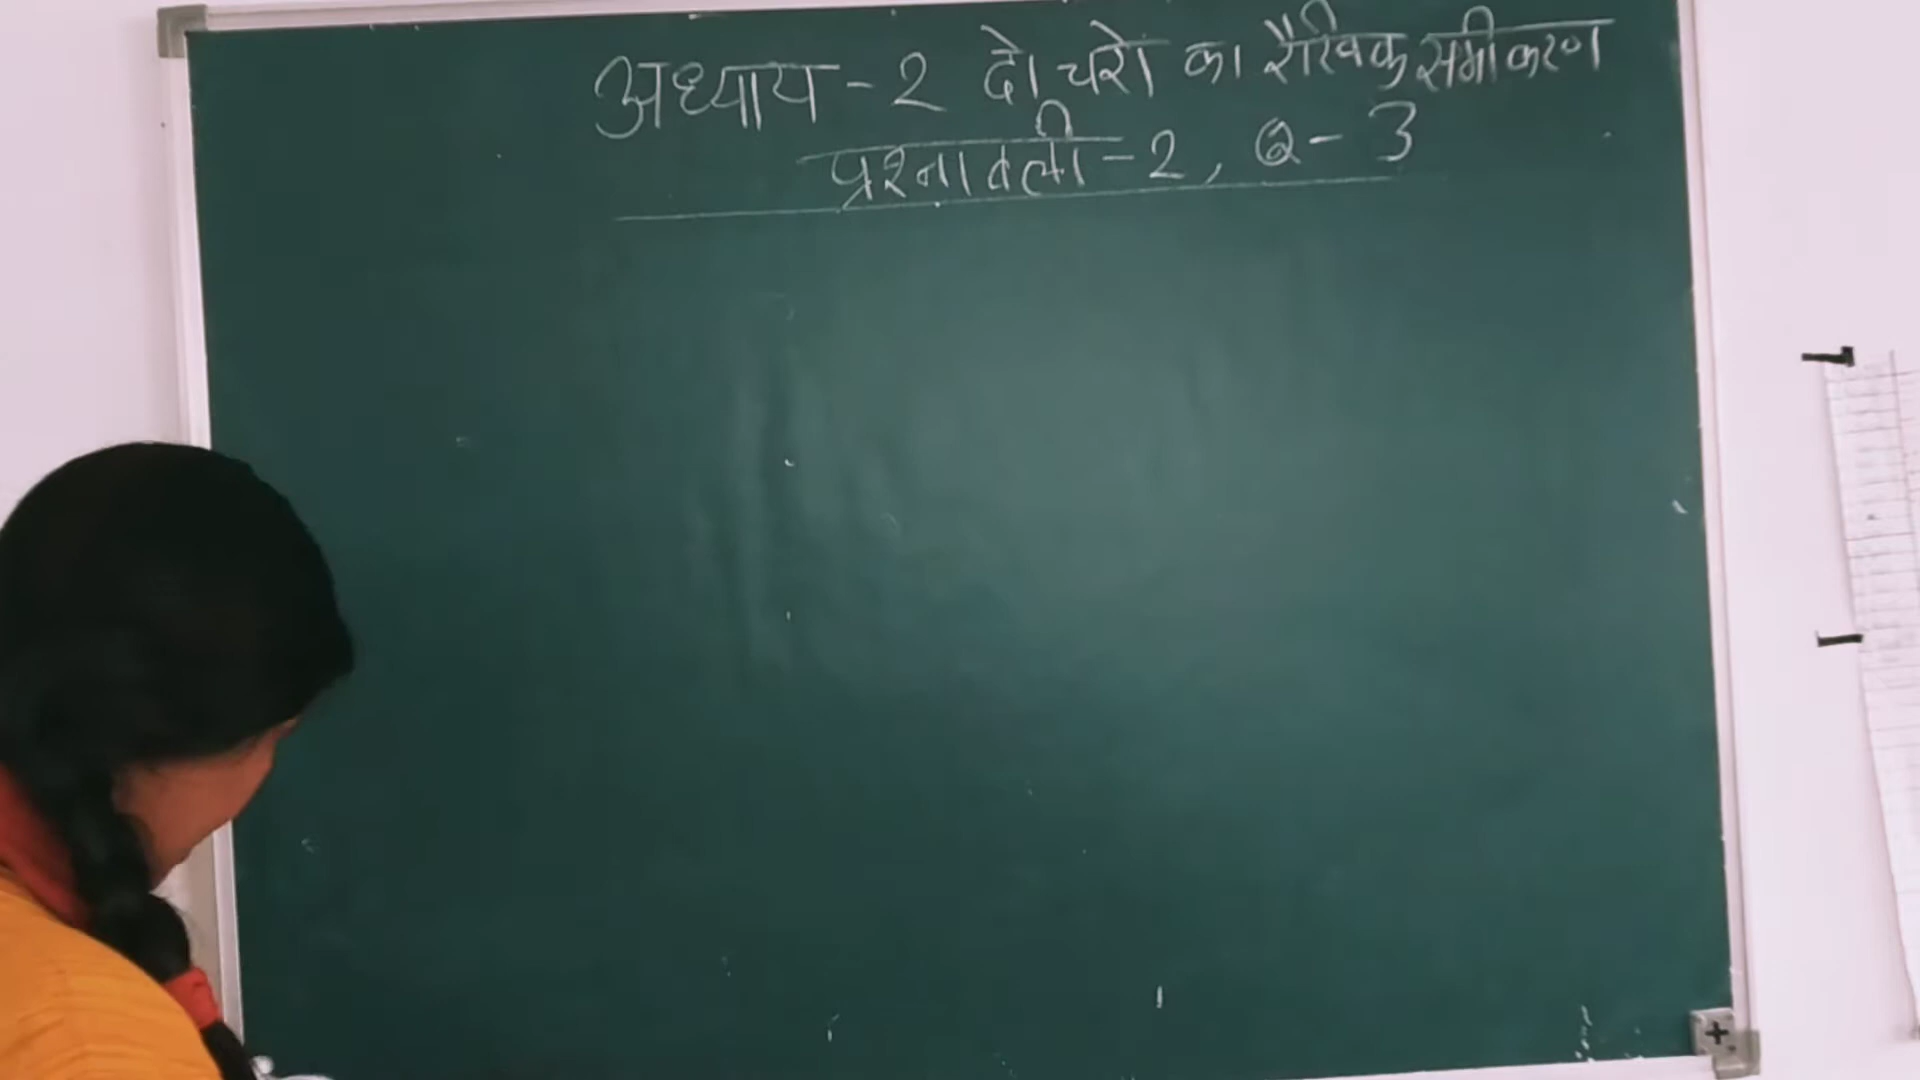 अध्याय - 2 दो चरों का रैखिक समीकरण
प्रश्नावली - 2, Q - 3